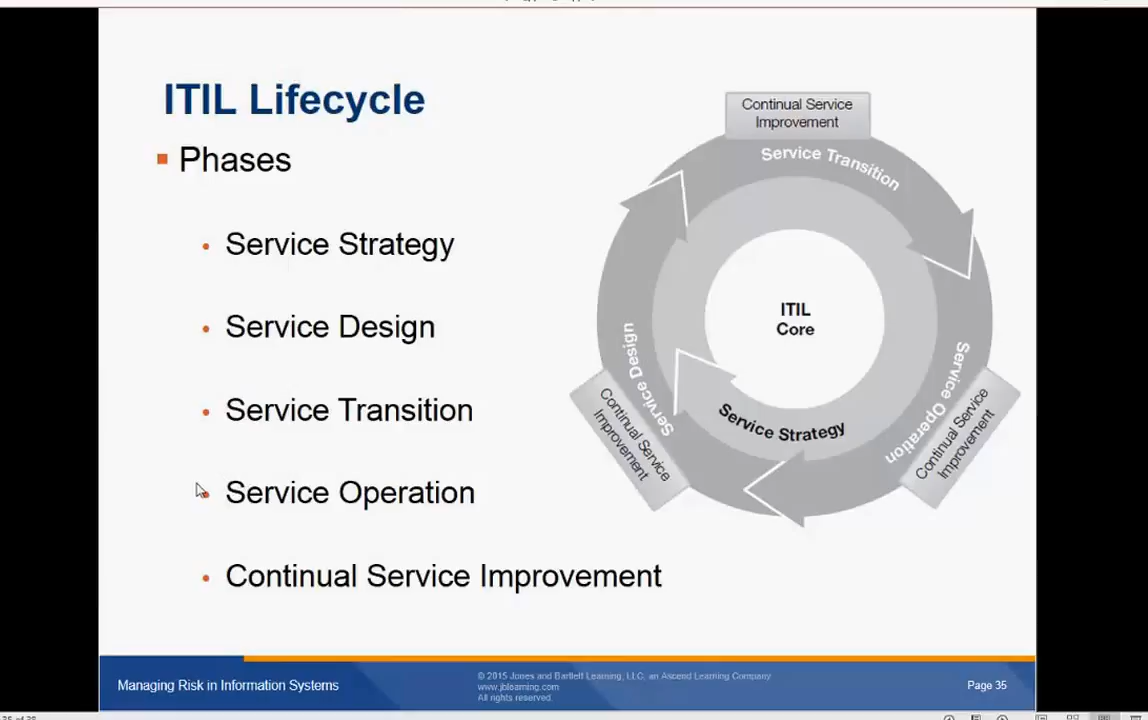 ITIL Lifecycle
Phases
Service Strategy
Service Design
Service Transition
Service Operation
Continual Service Improvement
Continual Service
Improvement
Service Transition
ITIL
Core
Service Design
Service Operation
Service Strategy
Continual Service
Improvement
Continual Service
Improvement
Managing Risk in Information Systems
© 2015 Jones and Bartlett Learning, LLC, an Ascend Learning Company
www.jblearning.com
All rights reserved.
Page 35